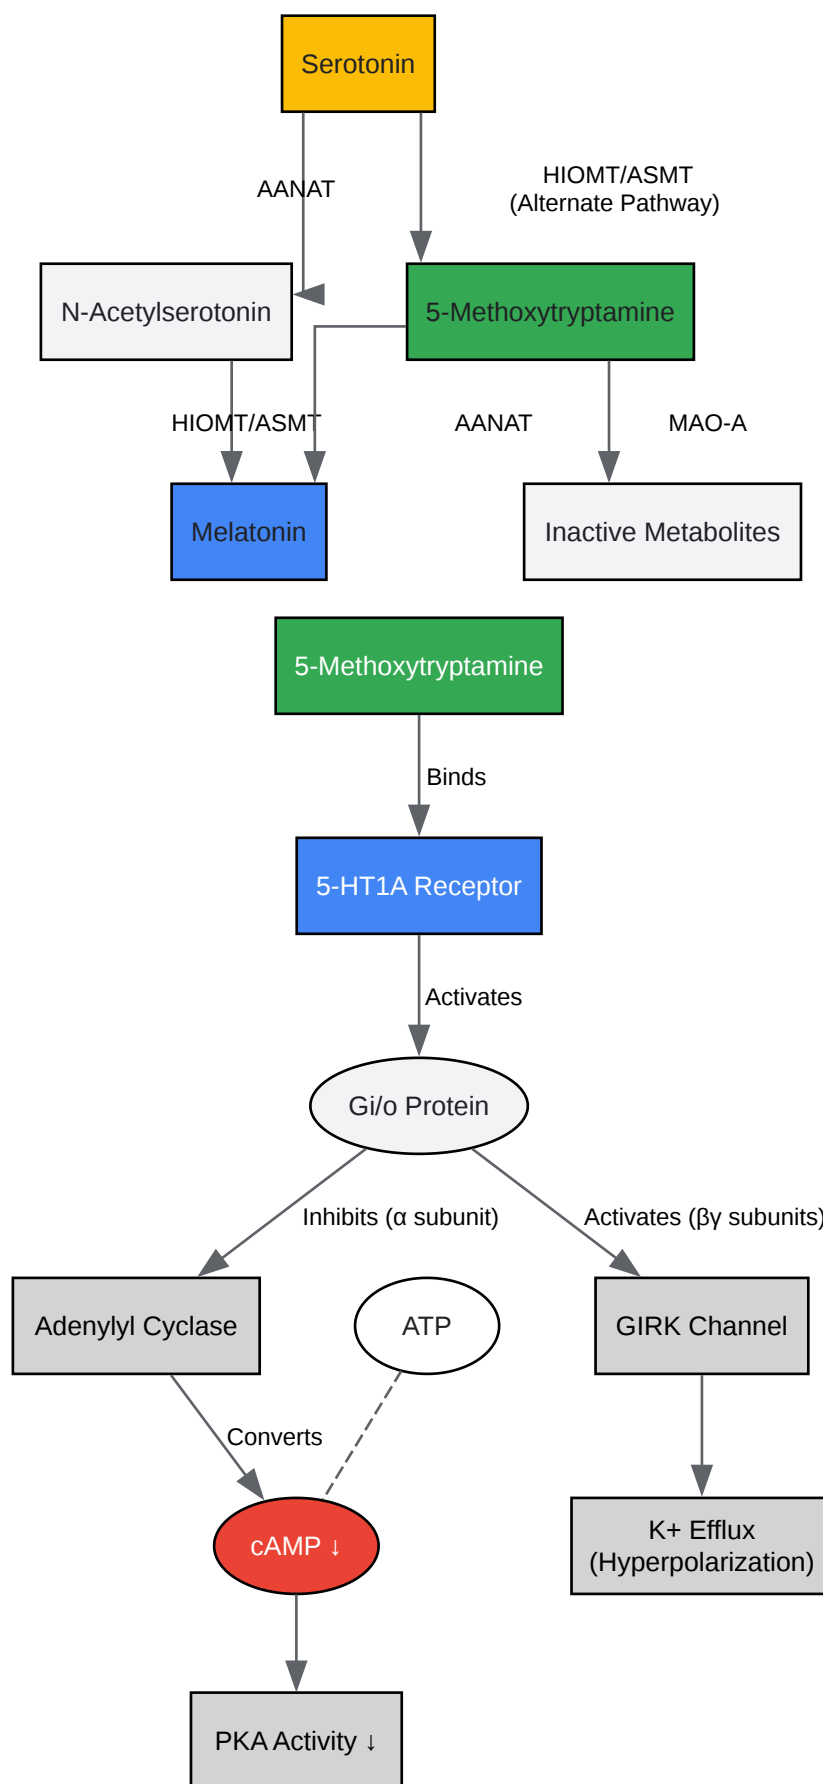 Serotonin
AANAT
HIOMT/ASMT
(Alternate Pathway)
N-Acetylserotonin
5-Methoxytryptamine
HIOMT/ASMT
AANAT
MAO-A
Melatonin
Inactive Metabolites
5-Methoxytryptamine
Binds
5-HT1A Receptor
Activates
Gi/o Protein
Inhibits (α subunit)
Activates (βγ subunits)
Adenylyl Cyclase
ATP
GIRK Channel
Converts
cAMP ↓
K+ Efflux
(Hyperpolarization)
PKA Activity ↓